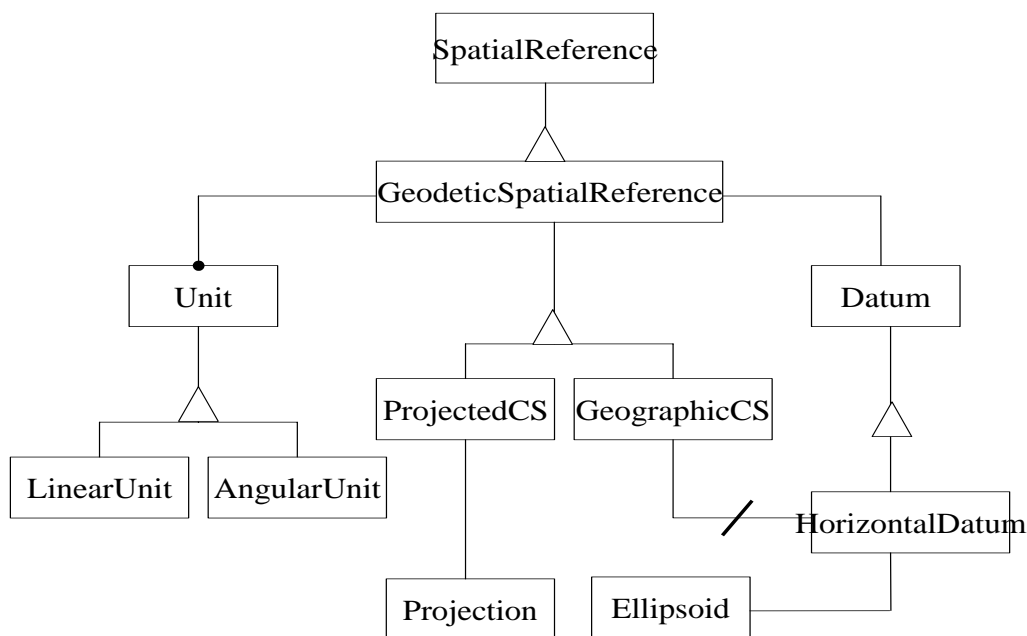 SpatialReference
GeodeticSpatialReference
Unit
Datum
ProjectedCS
GeographicCS
LinearUnit
AngularUnit
HorizontalDatum
Projection
Ellipsoid